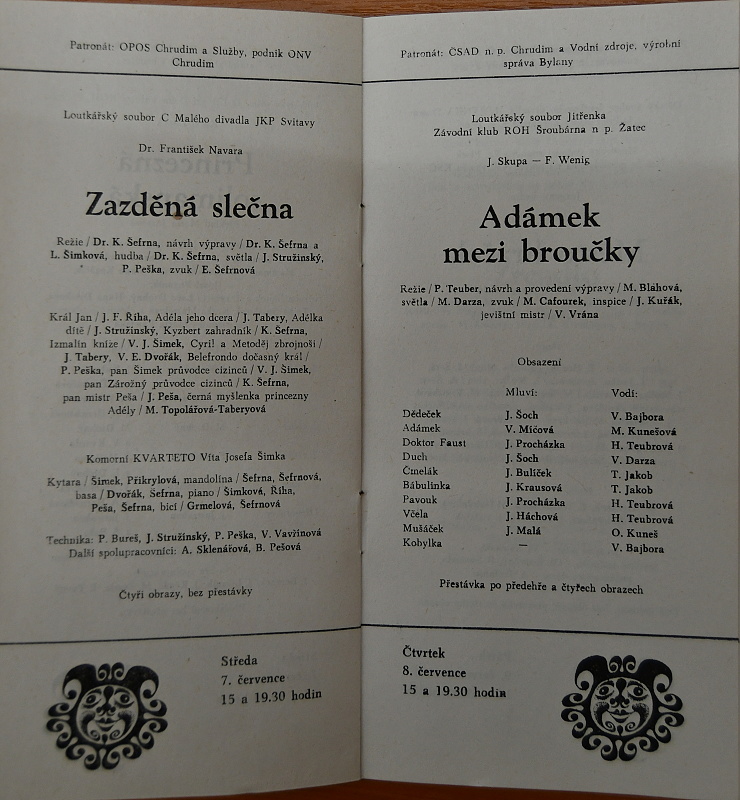 Patronát: OPOS Chrudim a Služby, podnik ONV
Chrudim
Loutkářský soubor C Malého divadla JKP Svitavy
Dr. František Navara
Zazděná slečna
Režie / Dr. K. Šefrna, návrh výpravy / Dr. K. Šefrna a
L. Šimková, hudba / Dr. K. Šefrna, světla / J. Stružinský,
P. Peška, zvuk / E. Šefrnová
Král Jan / J. F. Říha, Adéla jeho dcera / J. Tabery, Adélka
dítě / J. Stružinský, Kyzbert zahradník / K. Šefrna,
Izmalin kníže / V. J. Šimek, Cyril a Metoděj zbrojnoši /
J. Tabery, V. E. Dvořák, Belefrondo dočasný král /
P. Peška, pan Šimek průvodce cizinců / V. J. Šimek,
pan Zárožný průvodce cizinců / K. Šefrna,
pan mistr Peša / J. Peša, černá myšlenka princezny
Adély / M. Topolářová-Taberyová
Komorní KVARTETO Víta Josefa Šimka
Kytara / Šimek, Přikrylová, mandolína / Šefrna, Šefrnová,
basa / Dvořák, Šefrna, piano / Šimková, Říha,
Peša, Šefrna, bicí / Grmelová, Šefrnová
Technika: P. Bureš, J. Stružínský, P. Peška, V. Vavřinová
Další spolupracovníci: A. Sklenářová, B. Pešová
Čtyři obrazy, bez přestávky
Středa
7. července
15 a 19.30 hodin
Patronát: ČSAD n. p. Chrudim a Vodní zdroje, výrobní
správa Bylany
Loutkářský soubor Jitřenka
Závodní klub ROH Šroubárna n p. Žatec
J. Skupa — F. Wenig
Adámek
mezi broučky
Režie / P. Teuber, návrh a provedení výpravy / M. Bláhová,
světla / M. Darza, zvuk / M. Cafourek, inspice / J. Kuřák,
jevištní mistr / V. Vrána
Obsazení
Mluví: Vodí:
Dědeček J. Šoch V. Bajbora
Adámek V. Míčová M. Kunešová
Doktor Faust J. Procházka H. Teubrová
Duch J. Šoch V. Darza
Čmelák J. Bulíček T. Jakob
Bábulinka J. Krausová T. Jakob
Pavouk J. Procházka H. Teubrová
Včela J. Háchová H. Teubrová
Mušáček J. Malá O. Kuneš
Kobylka — V. Bajbora
Přestávka po předehře a čtyřech obrazech
Čtvrtek
8. července
15 a 19.30 hodin